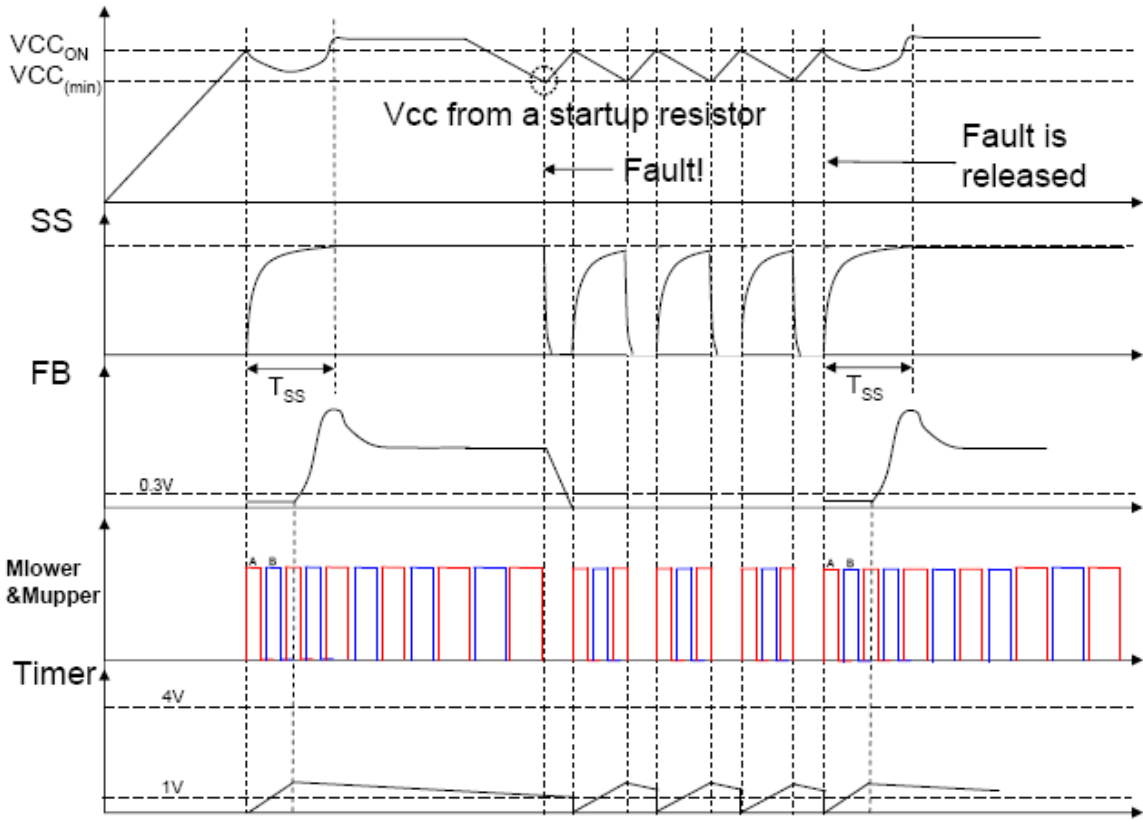 VCC_ON
VCC_(min)
Vcc from a startup resistor
Fault!
Fault is
released
SS
T_SS
T_SS
FB
0.3V
A B
A B
Mlower
&Mupper
Timer
4V
1V